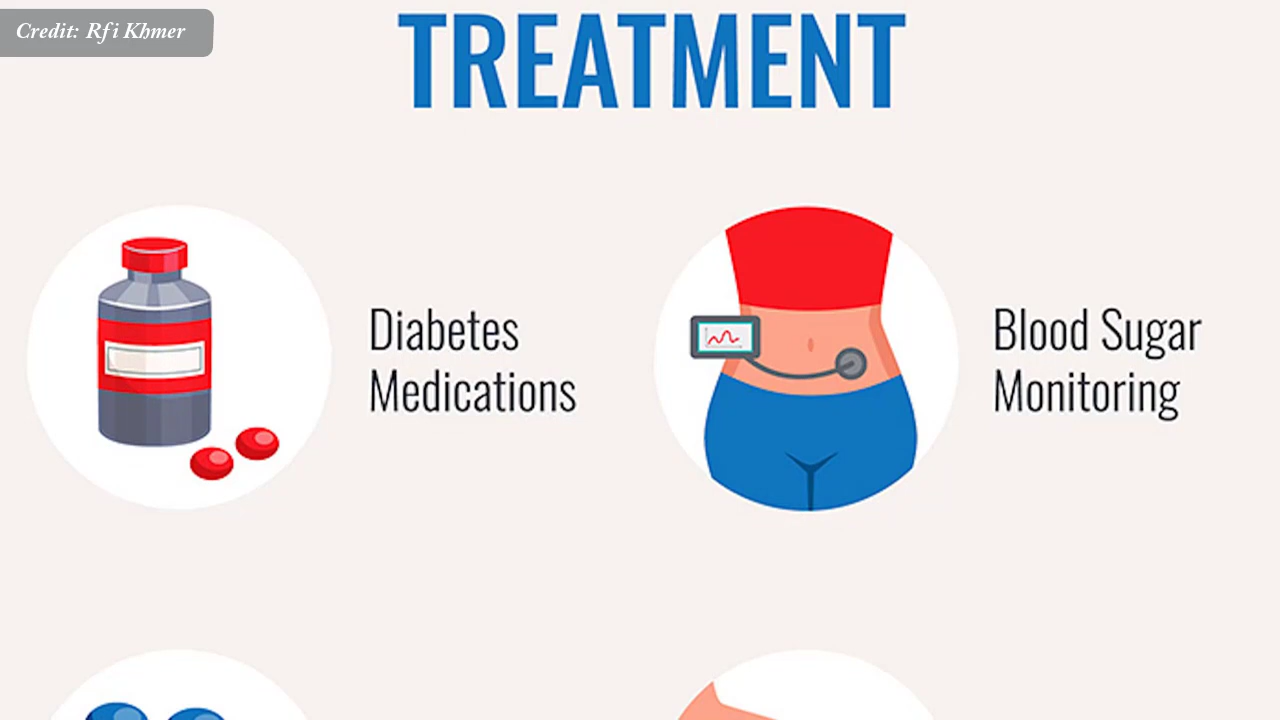 Credit: Rfi Khmer
TREATMENT
Diabetes
Medications
Blood Sugar
Monitoring